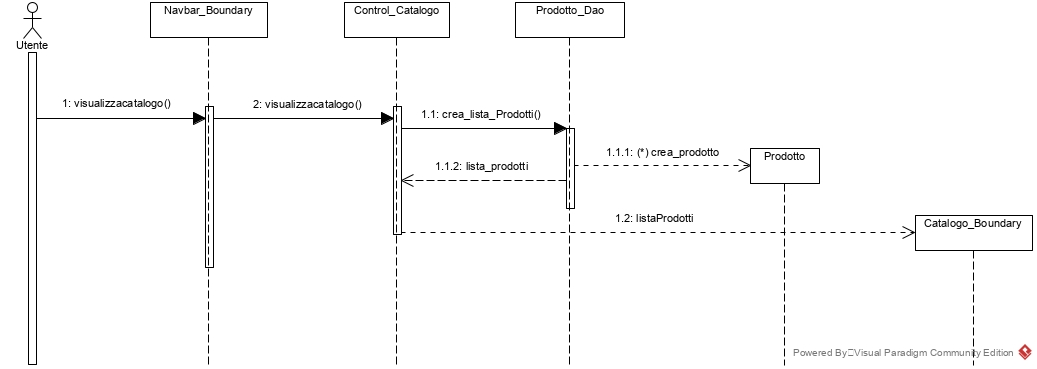 Navbar_Boundary
Control_Catalogo
Prodotto_Dao
Utente
1: visualizzacatalogo()
2: visualizzacatalogo()
1.1: crea_lista_Prodotti()
1.1.1: (*) crea_prodotto
Prodotto
1.1.2: lista_prodotti
1.2: listaProdotti
Catalogo_Boundary
Powered By Visual Paradigm Community Edition